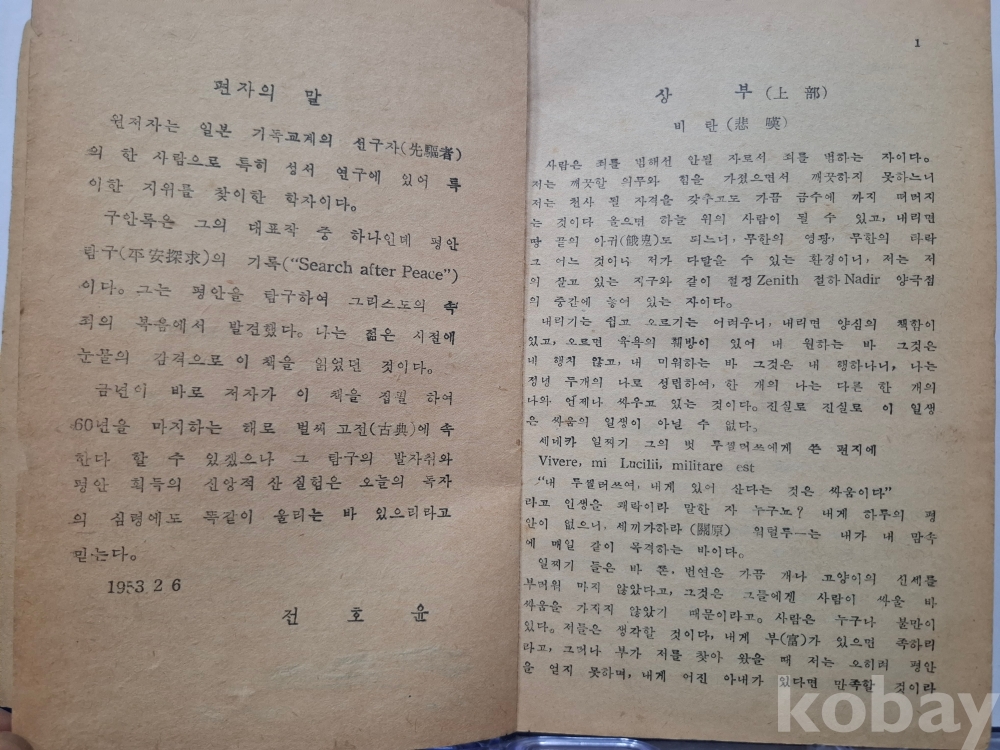 편자의 말
원저자는 일본 기독교계의 선구자(先驅者)
의 한 사람으로 특히 성서 연구에 있어 특
이한 지위를 찾이한 학자이다。
구안록은 그의 대표작 중 하나인데 평안
탐구(平安探求)의 기록(“Search after Peace”)
이다。그는 평안을 탐구하여 그리스도의 속
죄의 복음에서 발견했다。나는 젊은 시절에
눈물의 감격으로 이 책을 읽었던 것이다。
금년이 바로 저자가 이 책을 집필 하여
60년을 마지하는 해로 벌써 고전(古典)에 속
한다 할 수 있겠으나 그 탐구의 발자취와
평안 획득의 신앙적 산 실험은 오늘의 독자
의 심령에도 똑같이 울리는 바 있으리라고
믿는다。
1953 2 6
전 호 윤
1
상 부(上 部)
비 탄(悲 嘆)
사람은 죄를 범해선 안될 자로서 죄를 범하는 자이다。
저는 깨끗할 의무와 힘을 가졌으면서 깨끗하지 못하느니
저는 천사 될 자격을 갖추고도 가끔 금수에 까지 떠러지
는 것이다 올으면 하늘 위의 사람이 될 수 있고, 내리면
땅 끝의 아귀(餓鬼)도 되느니, 무한의 영광, 무한의 타락
그 어느 것이나 저가 다달을 수 있는 환경이니, 저는 저
의 살고 있는 지구와 같이 절정 Zenith 절하 Nadir 양극점
의 중간에 놓여 있는 자이다。
내리기는 쉽고 오르기는 어려우니, 내리면 양심의 책함이
있고, 오르면 육욕의 훼방이 있어 내 원하는 바 그것은
내 행치 않고, 내 미워하는 바 그것은 내 행하나니, 나는
정녕 두개의 나로 성립하여, 한 개의 나는 다른 한 개의
나와 언제나 싸우고 있는 것이다。진실로 진실로 이 일생
은 싸움의 일생이 아닐 수 없다。
세네카 일찌기 그의 벗 루씰러쓰에게 쓴 편지에
Vivere, mi Lucilii, militare est
“내 루씰러쓰여, 내게 있어 산다는 것은 싸움이다”
라고 인생을 쾌락이라 말한 자 누구뇨? 내게 하루의 평
안이 없으니, 세끼가하라 (關原) 워털루—는 내가 내 맘속
에 매일 같이 목격하는 바이다。
일찌기 들은 바 쫀, 번연은 가끔 개나 고양이의 신세를
부러워 마지 않았다고, 그것은 그들에겐 사람이 싸울 바
싸움을 가지지 않았기 때문이라고。사람은 누구나 불만이
있다。저들은 생각할 것이다, 내게 부(富)가 있으면 족하리
라고, 그러나 부가 저를 찾아 왔을 때 저는 오히려 평안
을 얻지 못하며, 내게 어진 아내가 있다면 만족할 것이라
kobay